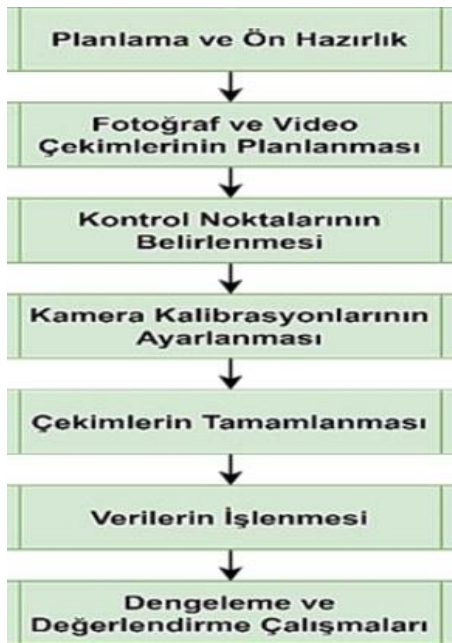 Planlama ve Ön Hazırlık
Fotoğraf ve Video
Çekimlerinin Planlanması
Kontrol Noktalarının
Belirlenmesi
Kamera Kalibrasyonlarının
Ayarlanması
Çekimlerin Tamamlanması
Verilerin İşlenmesi
Dengeleme ve
Değerlendirme Çalışmaları